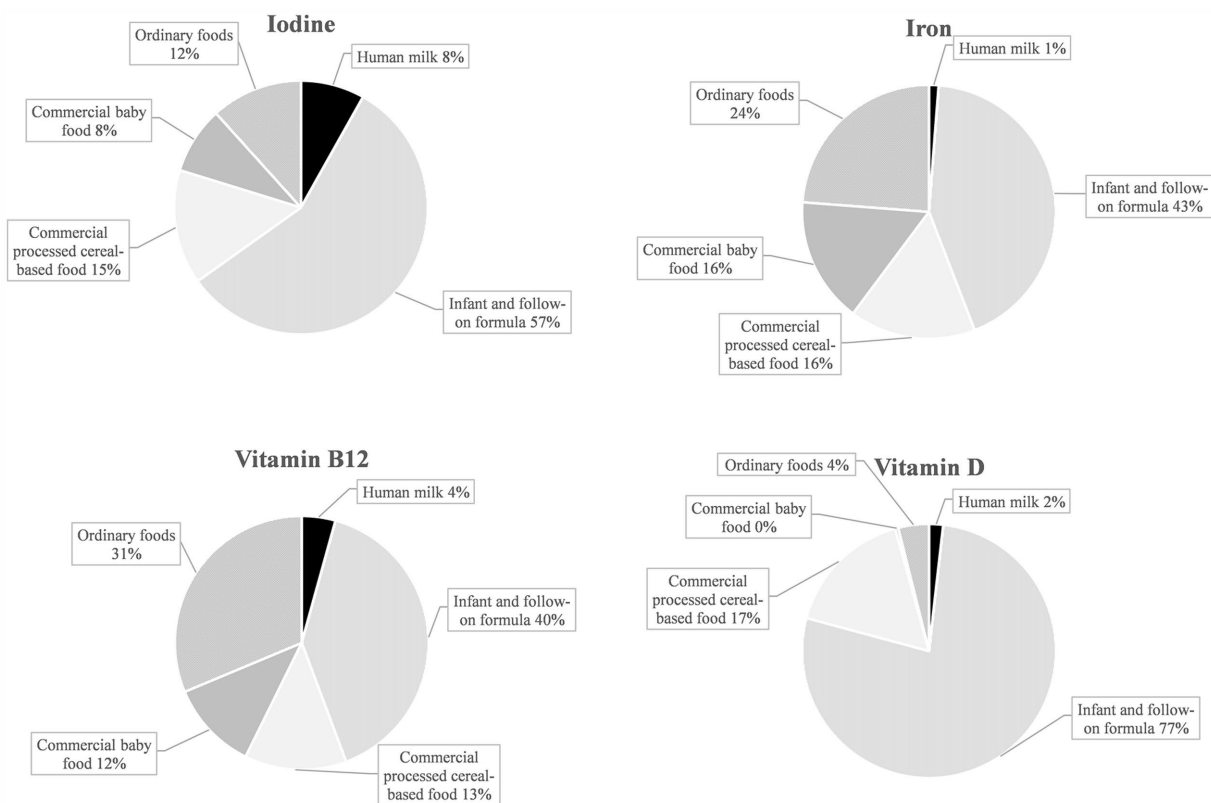 Iodine
Ordinary foods
12%
Human milk 8%
Commercial baby
food 8%
Commercial
processed cereal-
based food 15%
Infant and follow-
on formula 57%
Iron
Human milk 1%
Ordinary foods
24%
Infant and follow-
on formula 43%
Commercial baby
food 16%
Commercial
processed cereal-
based food 16%
Vitamin B12
Human milk 4%
Ordinary foods
31%
Infant and follow-
on formula 40%
Commercial baby
food 12%
Commercial
processed cereal-
based food 13%
Vitamin D
Ordinary foods 4%
Human milk 2%
Commercial baby
food 0%
Commercial
processed cereal-
based food 17%
Infant and follow-
on formula 77%